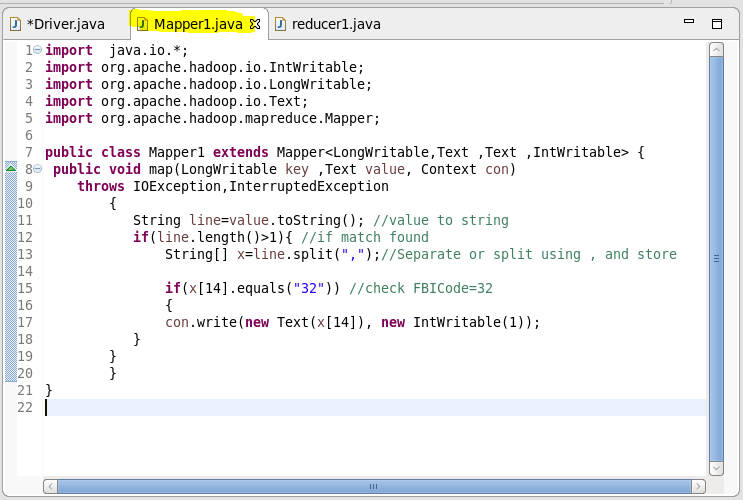 *Driver.java Mapper1.java reducer1.java
1 import  java.io.*;
2 import org.apache.hadoop.io.IntWritable;
3 import org.apache.hadoop.io.LongWritable;
4 import org.apache.hadoop.io.Text;
5 import org.apache.hadoop.mapreduce.Mapper;
6
7 public class Mapper1 extends Mapper<LongWritable,Text ,Text ,IntWritable> {
8  public void map(LongWritable key ,Text value, Context con)
9     throws IOException,InterruptedException
10         {
11            String line=value.toString(); //value to string
12            if(line.length()>1){ //if match found
13                String[] x=line.split(",");//Separate or split using , and store
14
15                if(x[14].equals("32")) //check FBICode=32
16                {
17                con.write(new Text(x[14]), new IntWritable(1));
18            }
19         }
20         }
21 }
22